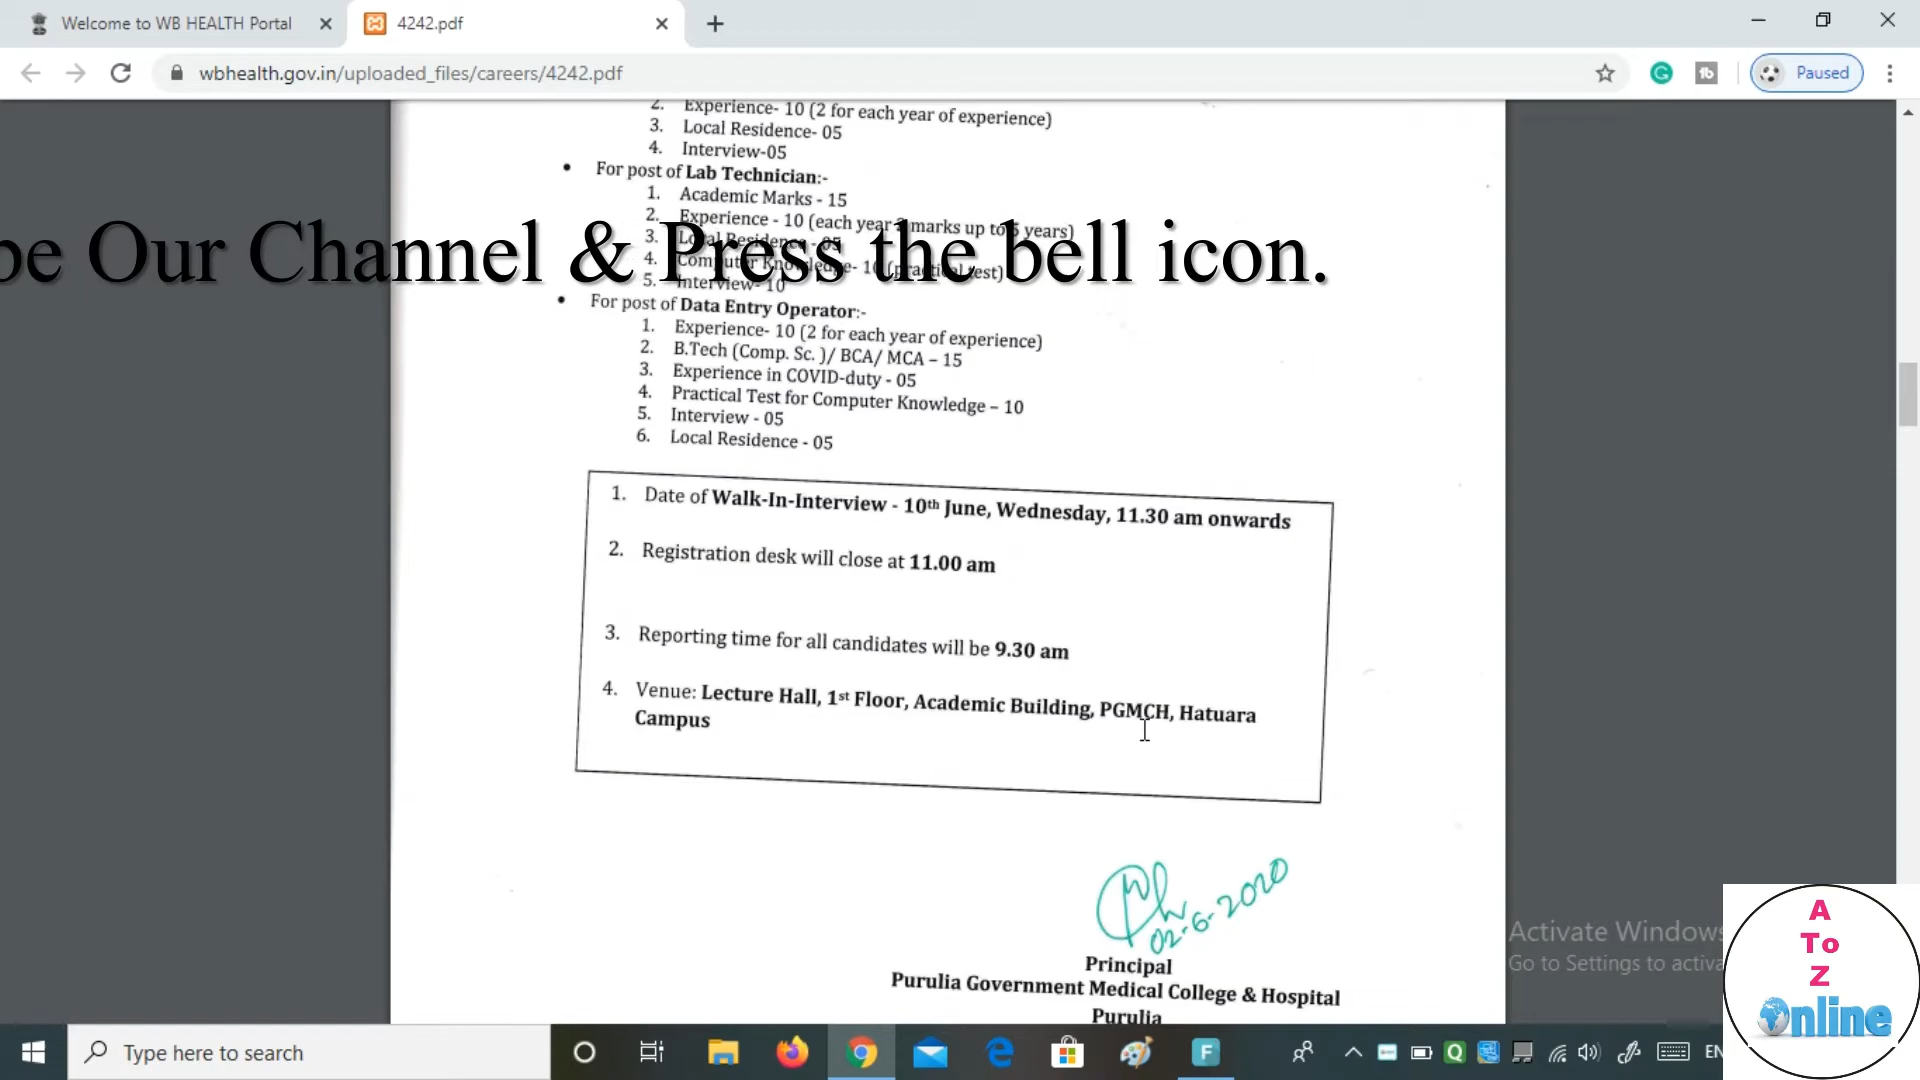 Welcome to WB HEALTH Portal
4242.pdf
wbhealth.gov.in/uploaded_files/careers/4242.pdf
Paused
2. Experience- 10 (2 for each year of experience)
3. Local Residence- 05
4. Interview-05
• For post of Lab Technician:-
1. Academic Marks - 15
2. Experience - 10 (each year 2 marks up to 5 years)
be Our Channel & Press the bell icon.
3. Local Residence - 05
4. Computer Knowledge- 10 (practical test)
5. Interview- 10
• For post of Data Entry Operator:-
1. Experience- 10 (2 for each year of experience)
2. B.Tech (Comp. Sc. )/ BCA/ MCA – 15
3. Experience in COVID-duty - 05
4. Practical Test for Computer Knowledge – 10
5. Interview - 05
6. Local Residence - 05
1. Date of Walk-In-Interview - 10th June, Wednesday, 11.30 am onwards
2. Registration desk will close at 11.00 am
3. Reporting time for all candidates will be 9.30 am
4. Venue: Lecture Hall, 1st Floor, Academic Building, PGMCH, Hatuara
Campus
02-6-2020
Principal
Purulia Government Medical College & Hospital
Purulia
Activate Windows
Go to Settings to activa
A
To
Z
Online
Type here to search
EN